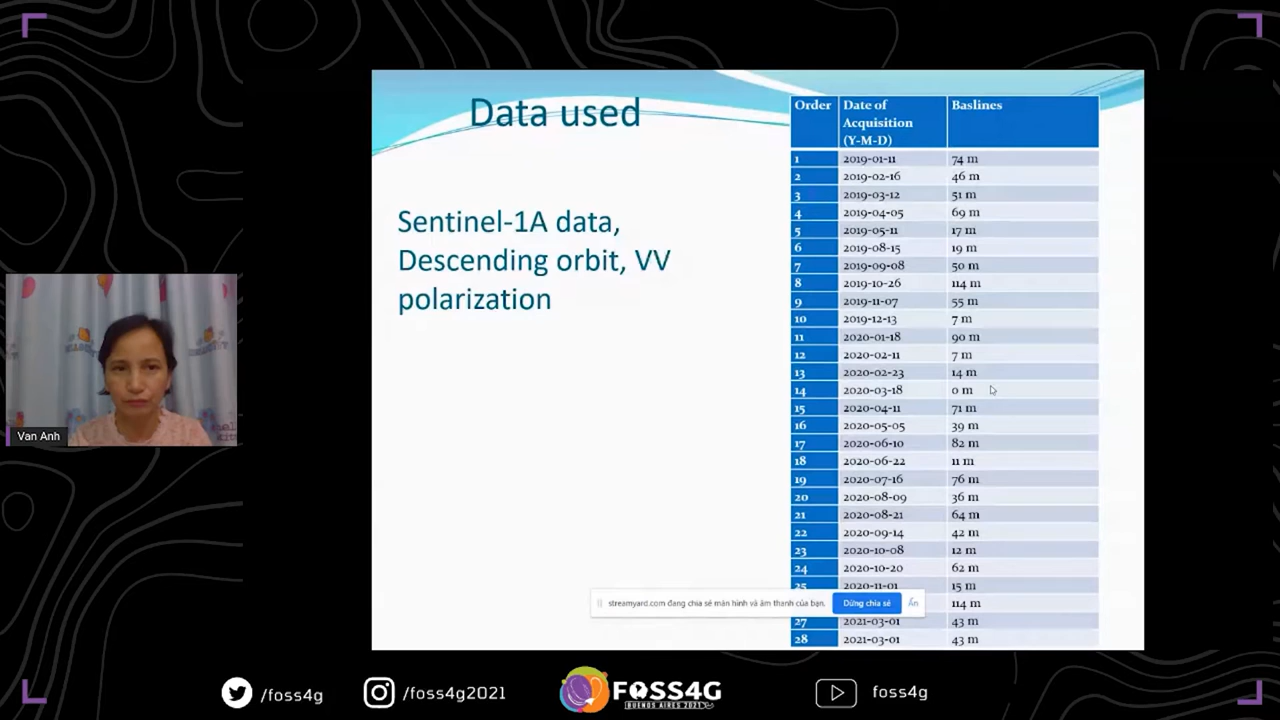 Data used
Sentinel-1A data,
Descending orbit, VV
polarization
Order Date of Acquisition (Y-M-D) Baslines
1 2019-01-11 74 m
2 2019-02-16 46 m
3 2019-03-12 51 m
4 2019-04-05 69 m
5 2019-05-11 17 m
6 2019-08-15 19 m
7 2019-09-08 50 m
8 2019-10-26 114 m
9 2019-11-07 55 m
10 2019-12-13 7 m
11 2020-01-18 90 m
12 2020-02-11 7 m
13 2020-02-23 14 m
14 2020-03-18 0 m
15 2020-04-11 71 m
16 2020-05-05 39 m
17 2020-06-10 82 m
18 2020-06-22 11 m
19 2020-07-16 76 m
20 2020-08-09 36 m
21 2020-08-21 64 m
22 2020-09-14 42 m
23 2020-10-08 12 m
24 2020-10-20 62 m
25 2020-11-01 15 m
114 m
27 2021-03-01 43 m
28 2021-03-01 43 m
streamyard.com đang chia sẻ màn hình và âm thanh của bạn. Dừng chia sẻ Ẩn
Van Anh
/foss4g
/foss4g2021
FOSS4G
BUENOS AIRES 2021
foss4g